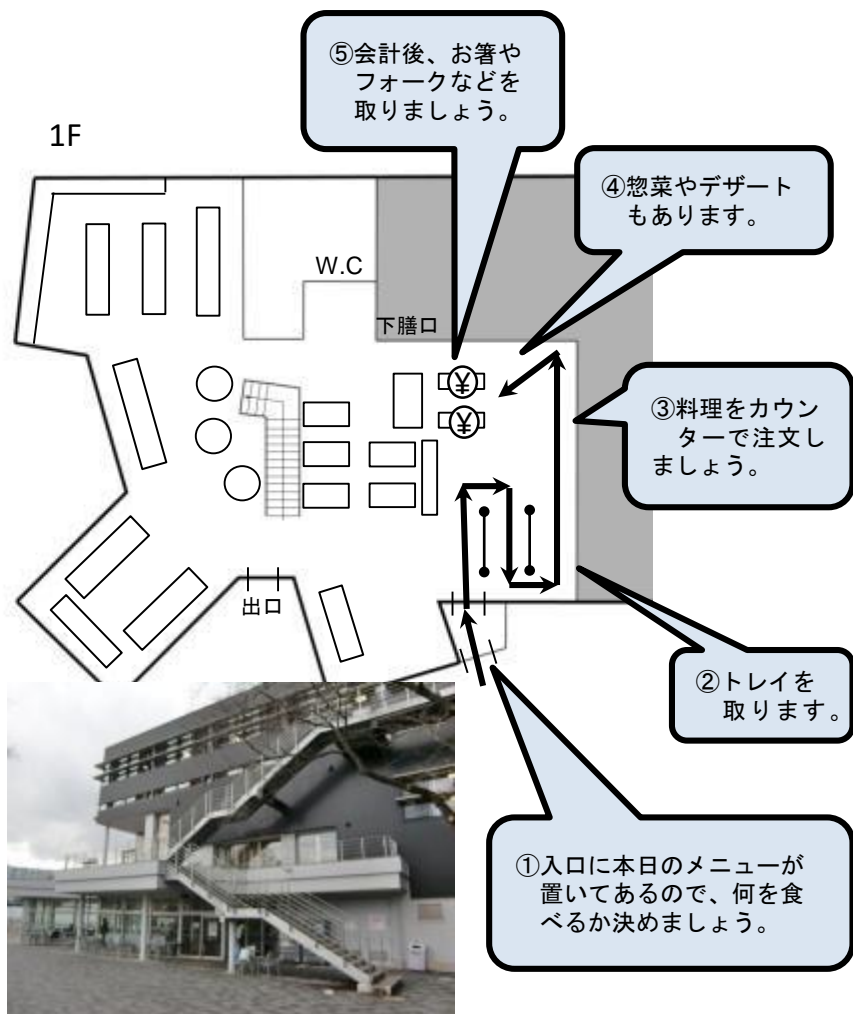 ⑤会計後、お箸や
フォークなどを
取りましょう。
1F
④惣菜やデザート
もあります。
W.C
下膳口
¥
¥
③料理をカウン
ターで注文し
ましょう。
出口
②トレイを
取ります。
①入口に本日のメニューが
置いてあるので、何を食
べるか決めましょう。